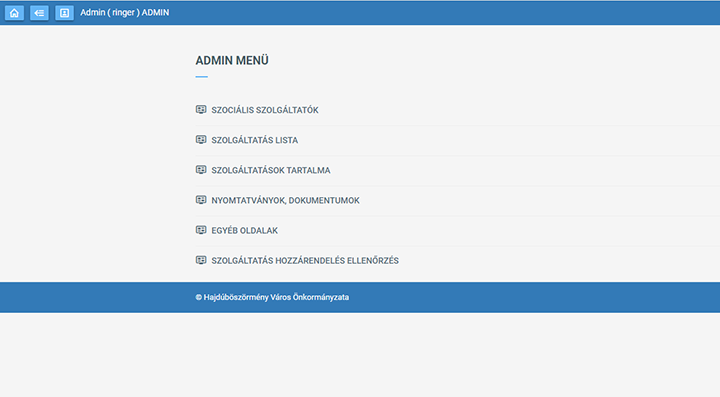 Admin ( ringer ) ADMIN
ADMIN MENÜ
SZOCIÁLIS SZOLGÁLTATÓK
SZOLGÁLTATÁS LISTA
SZOLGÁLTATÁSOK TARTALMA
NYOMTATVÁNYOK, DOKUMENTUMOK
EGYÉB OLDALAK
SZOLGÁLTATÁS HOZZÁRENDELÉS ELLENŐRZÉS
© Hajdúböszörmény Város Önkormányzata